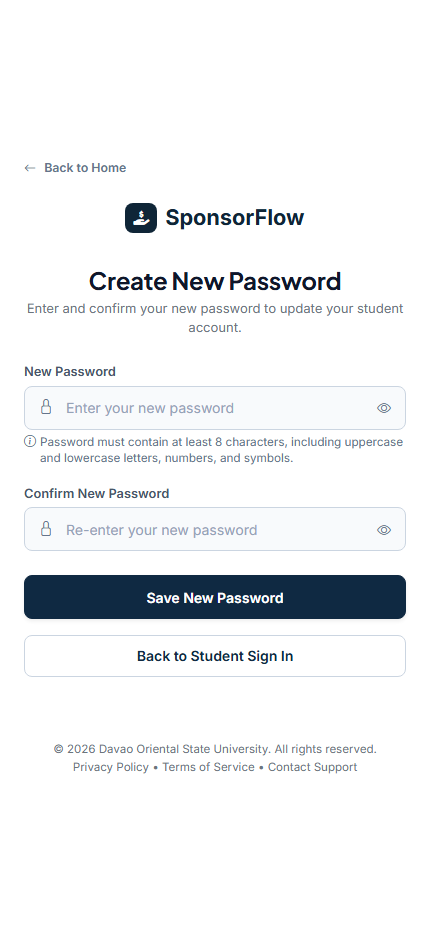 ← Back to Home
SponsorFlow
Create New Password
Enter and confirm your new password to update your student
account.
New Password
Enter your new password
Password must contain at least 8 characters, including uppercase
and lowercase letters, numbers, and symbols.
Confirm New Password
Re-enter your new password
Save New Password
Back to Student Sign In
© 2026 Davao Oriental State University. All rights reserved.
Privacy Policy • Terms of Service • Contact Support